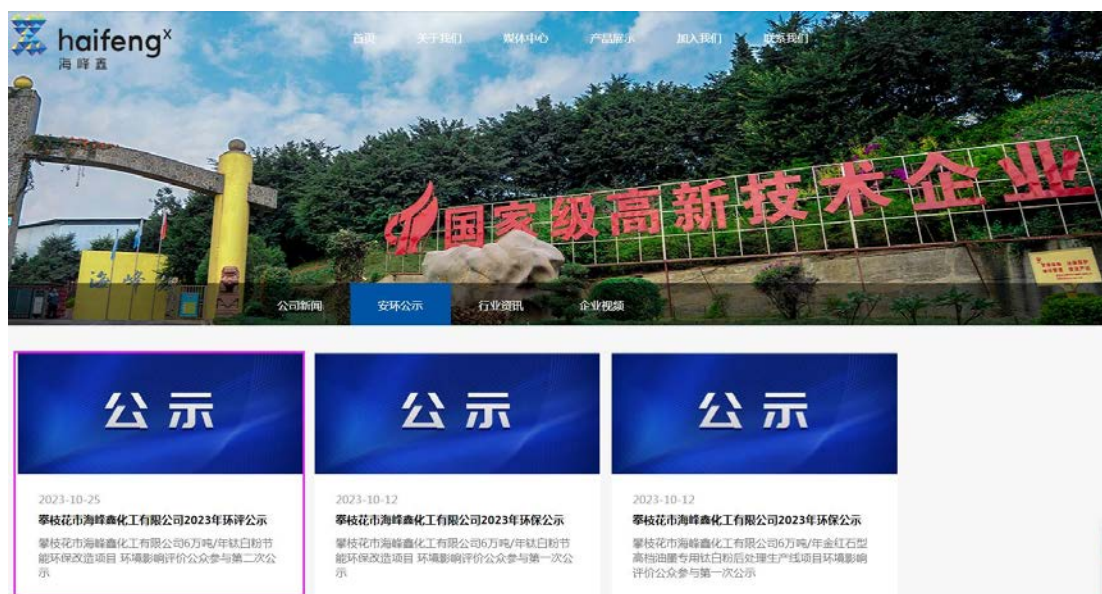 haifengx
海峰鑫
首页 关于我们 媒体中心 产品展示 加入我们 联系我们
国家级高新技术企业
海峰
公司新闻 安环公示 行业资讯 企业视频
公示
2023-10-25
攀枝花市海峰鑫化工有限公司2023年环评公示
攀枝花市海峰鑫化工有限公司6万吨/年钛白粉节
能环保改造项目 环境影响评价公众参与第二次公
示
公示
2023-10-12
攀枝花市海峰鑫化工有限公司2023年环保公示
攀枝花市海峰鑫化工有限公司6万吨/年钛白粉节
能环保改造项目 环境影响评价公众参与第一次公
示
公示
2023-10-12
攀枝花市海峰鑫化工有限公司2023年环保公示
攀枝花市海峰鑫化工有限公司6万吨/年金红石型
高档油墨专用钛白粉后处理生产线项目环境影响
评价公众参与第一次公示